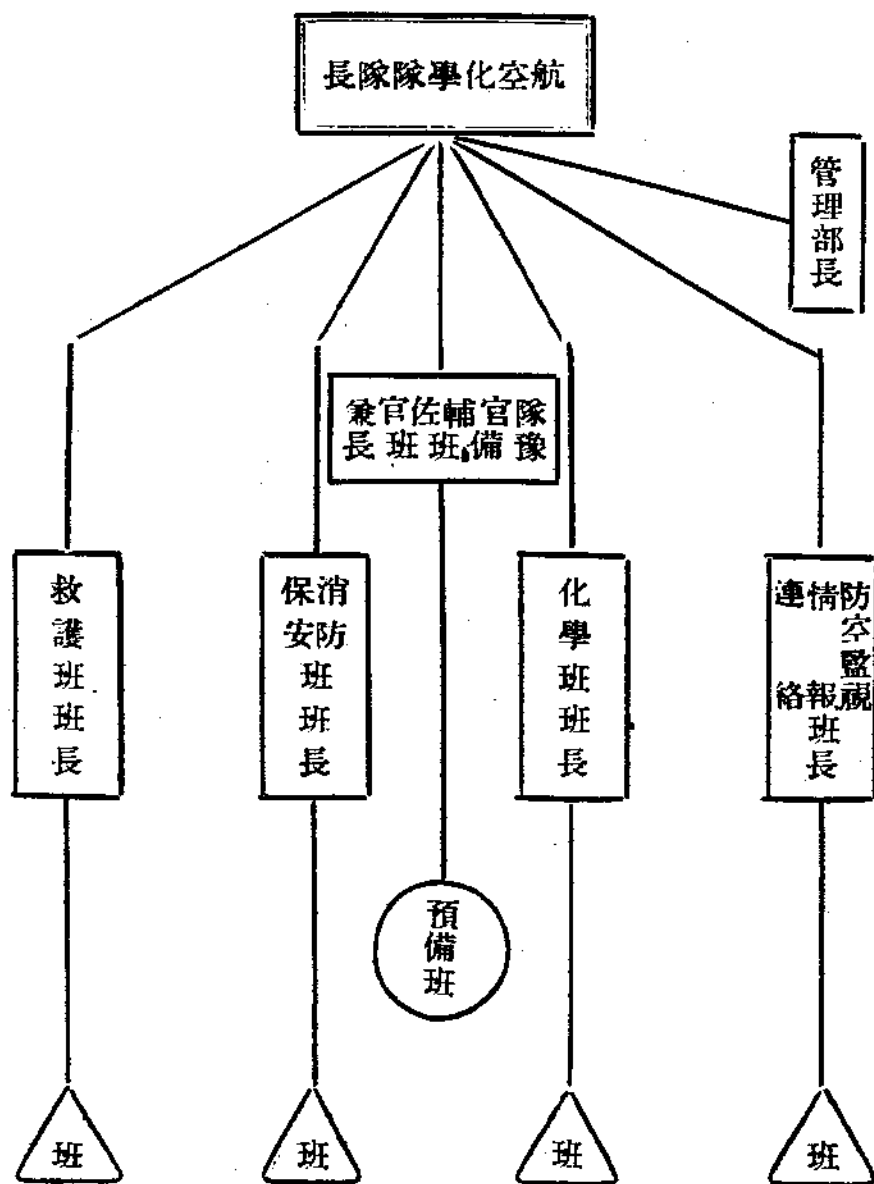 航空化學隊隊長
管理部長
隊官輔佐官兼
豫備班班長
防空監視
情報班長
連絡
化學班班長
消防
保安
班班長
救護班班長
預備班
班
班
班
班